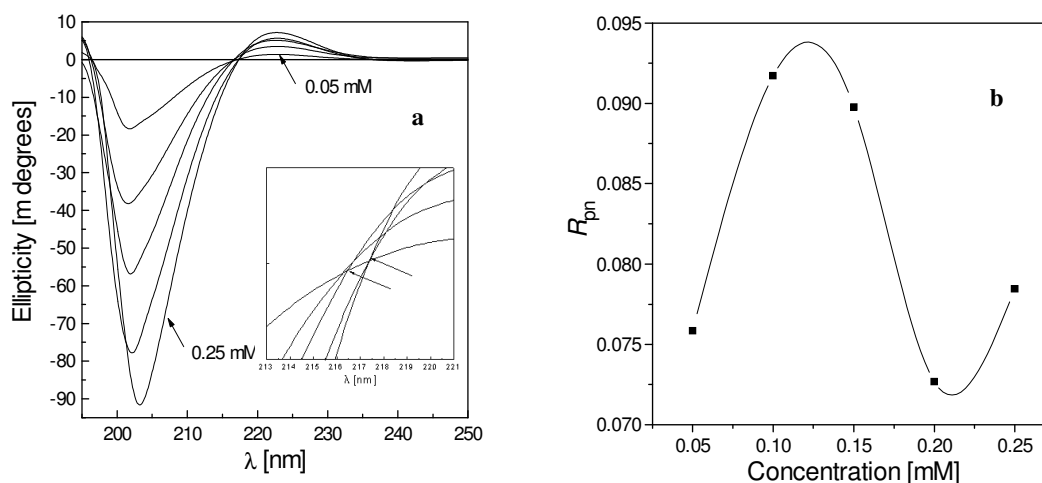 10
0
-10
-20
-30
-40
-50
-60
-70
-80
-90
Ellipticity [m degrees]
0.05 mM
a
0.25 mM
213 214 215 216 217 218 219 220 221
λ [nm]
200 210 220 230 240 250
λ [nm]
0.095
0.090
0.085
0.080
0.075
0.070
Rpn
b
0.05 0.10 0.15 0.20 0.25
Concentration [mM]